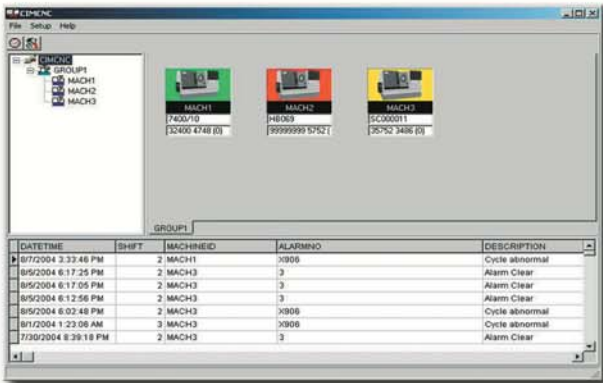 CIMCNC
File Setup Help
CIMCNC
GROUP1
MACH1
MACH2
MACH3
MACH1 MACH2 MACH3
7400/10 HB069 SC000011
32400 4748 (0) 99999999 5752 ( 35752 3486 (0)
GROUP1
DATETIME SHIFT MACHINEID ALARMNO DESCRIPTION
8/7/2004 3:33:46 PM 2 MACH1 X906 Cycle abnormal
8/5/2004 6:17:25 PM 2 MACH3 3 Alarm Clear
8/5/2004 6:17:05 PM 2 MACH3 3 Alarm Clear
8/5/2004 6:12:56 PM 2 MACH3 3 Alarm Clear
8/5/2004 6:02:48 PM 2 MACH3 X906 Cycle abnormal
8/1/2004 1:23:06 AM 3 MACH3 X906 Cycle abnormal
7/30/2004 8:39:18 PM 2 MACH3 3 Alarm Clear